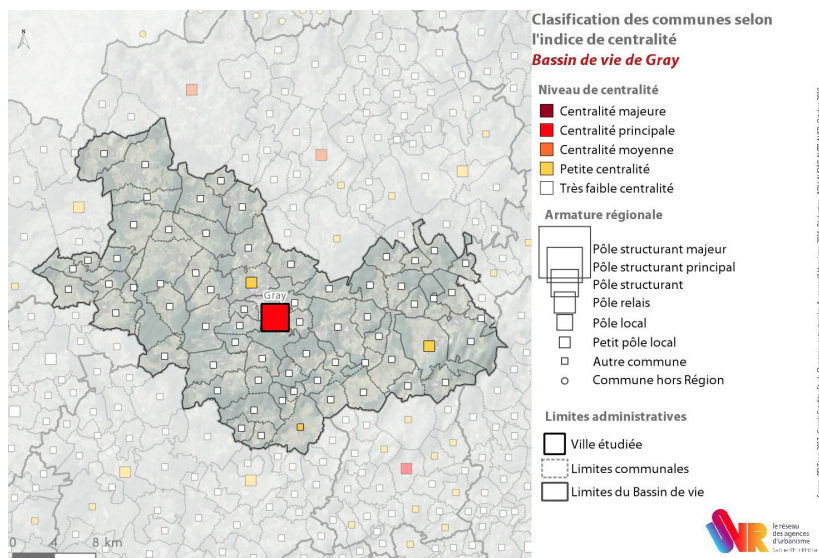 Clasification des communes selon
l'indice de centralité
Bassin de vie de Gray
Niveau de centralité
Centralité majeure
Centralité principale
Centralité moyenne
Petite centralité
Très faible centralité
Armature régionale
Pôle structurant majeur
Pôle structurant principal
Pôle structurant
Pôle relais
Pôle local
Petit pôle local
Autre commune
Commune hors Région
Limites administratives
Ville étudiée
Limites communales
Limites du Bassin de vie
N
Gray
0 4 8 km
le réseau
des agences
d'urbanisme